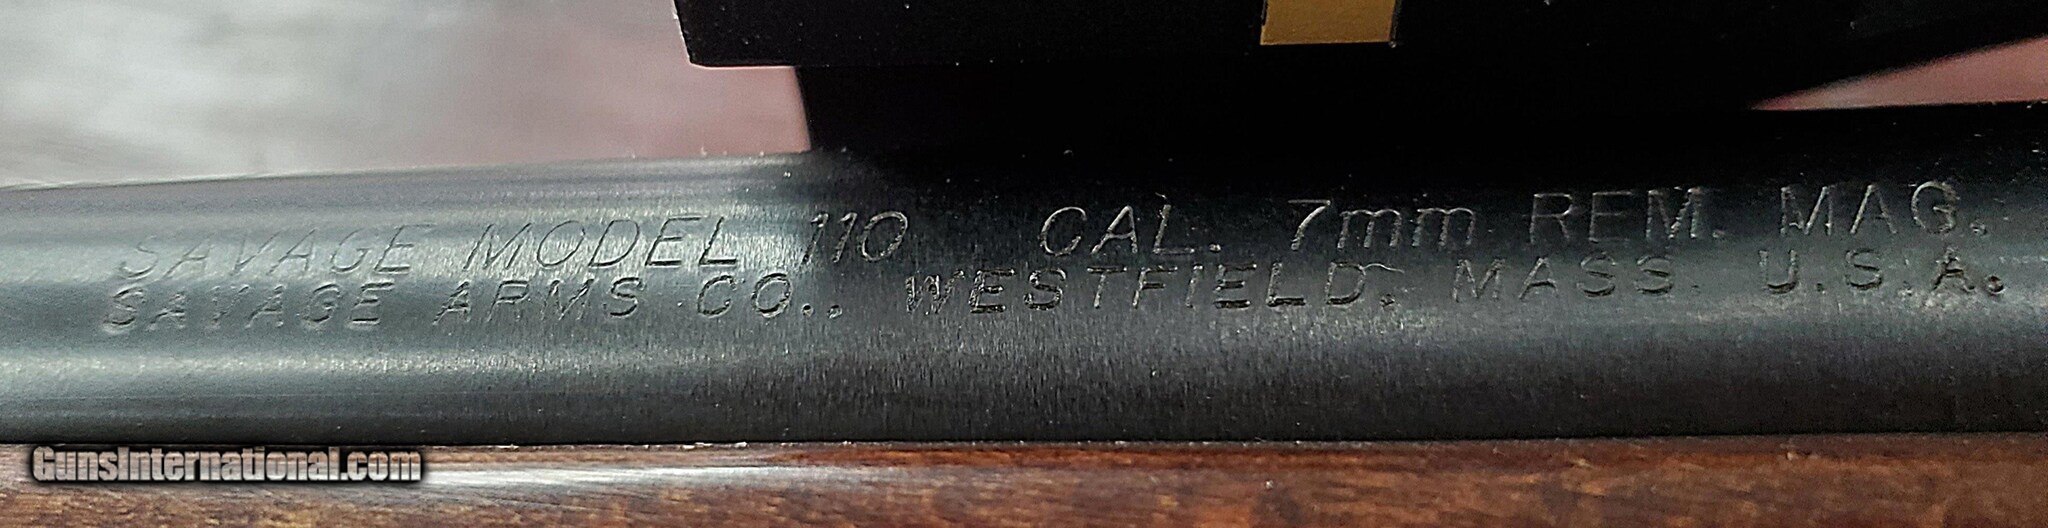 SAVAGE MODEL 110 CAL. 7mm REM. MAG.
SAVAGE ARMS CO., WESTFIELD, MASS. U.S.A.
GunsInternational.com